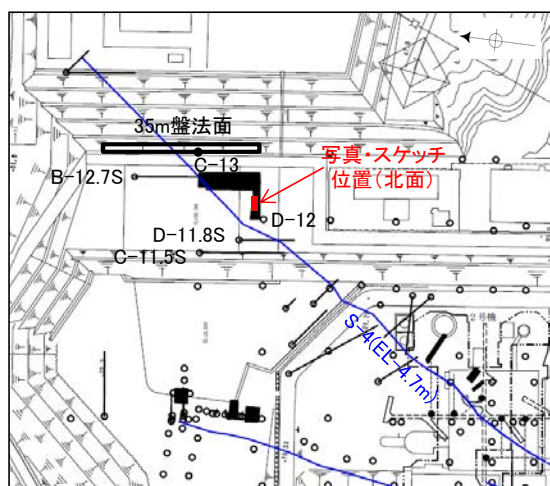 35m盤法面
C-13
B-12.7S
写真・スケッチ
位置(北面)
D-12
D-11.8S
C-11.5S
2号機
S-4(EL-4.7m)